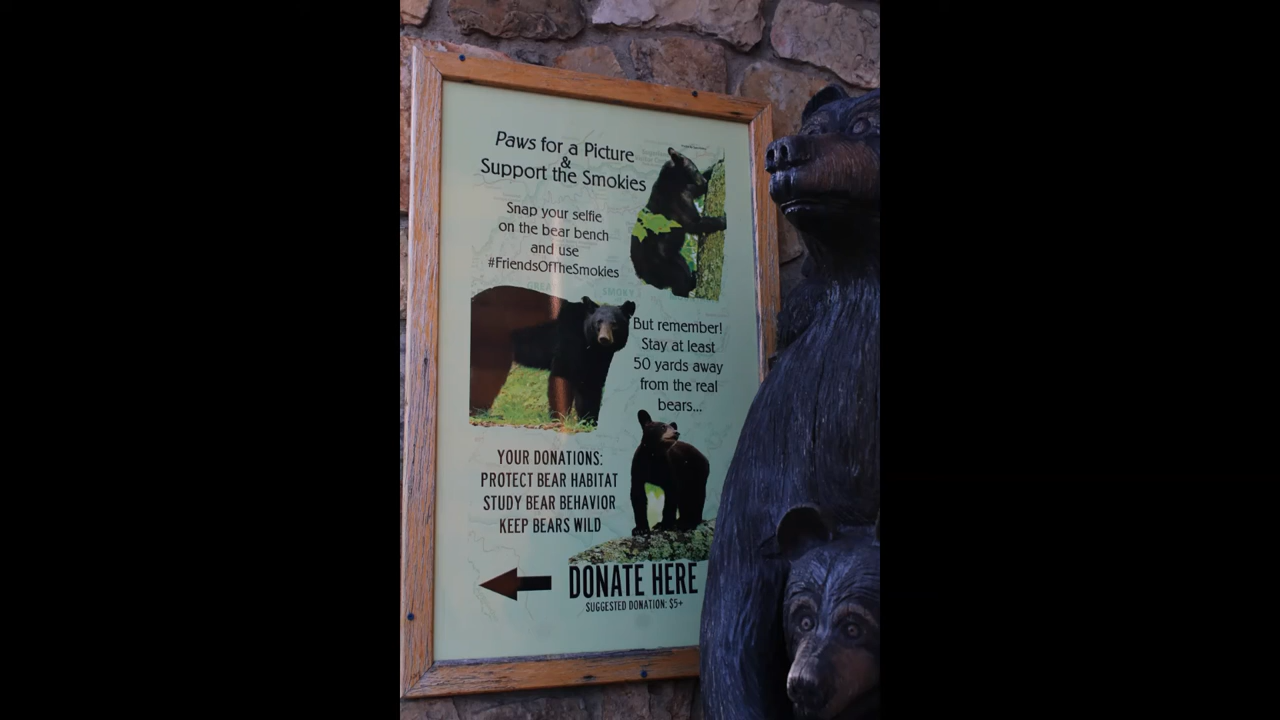 Paws for a Picture
&
Support the Smokies
Snap your selfie
on the bear bench
and use
#FriendsOfTheSmokies
But remember!
Stay at least
50 yards away
from the real
bears...
YOUR DONATIONS:
PROTECT BEAR HABITAT
STUDY BEAR BEHAVIOR
KEEP BEARS WILD
DONATE HERE
SUGGESTED DONATION: $5+